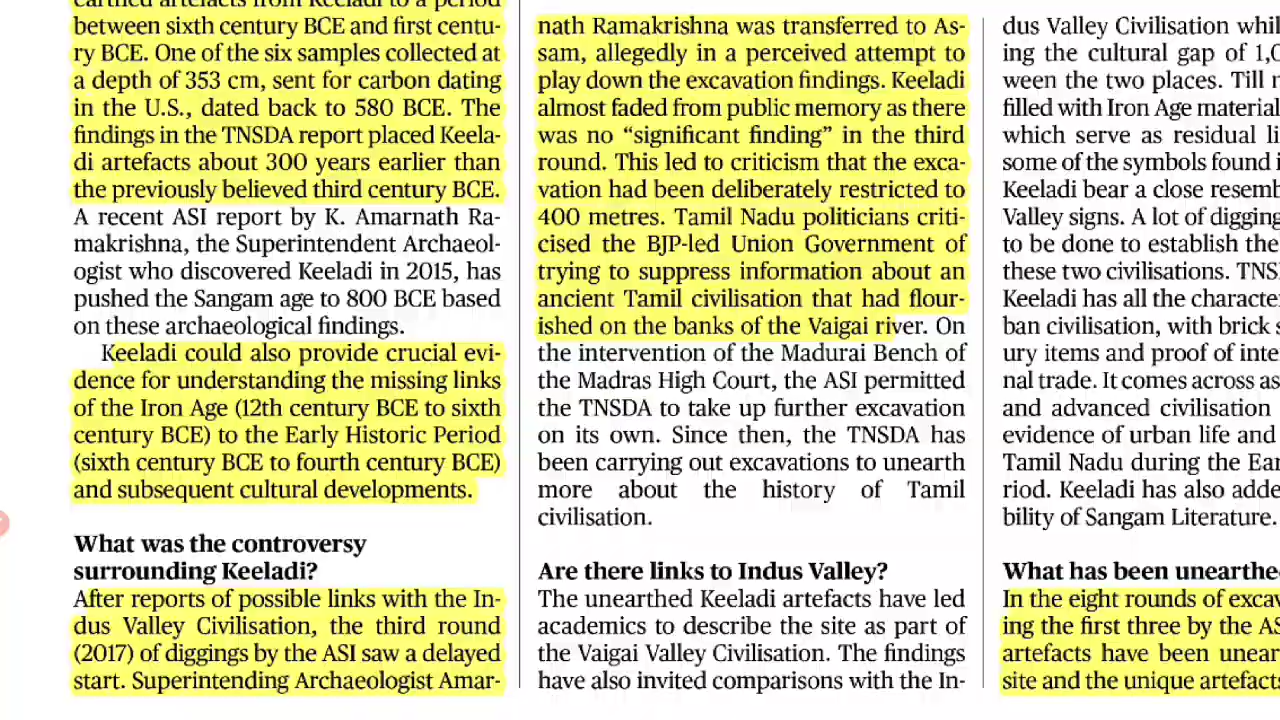 earthed artefacts from Keeladi to a period
between sixth century BCE and first centu-
ry BCE. One of the six samples collected at
a depth of 353 cm, sent for carbon dating
in the U.S., dated back to 580 BCE. The
findings in the TNSDA report placed Keela-
di artefacts about 300 years earlier than
the previously believed third century BCE.
A recent ASI report by K. Amarnath Ra-
makrishna, the Superintendent Archaeol-
ogist who discovered Keeladi in 2015, has
pushed the Sangam age to 800 BCE based
on these archaeological findings.
Keeladi could also provide crucial evi-
dence for understanding the missing links
of the Iron Age (12th century BCE to sixth
century BCE) to the Early Historic Period
(sixth century BCE to fourth century BCE)
and subsequent cultural developments.
What was the controversy
surrounding Keeladi?
After reports of possible links with the In-
dus Valley Civilisation, the third round
(2017) of diggings by the ASI saw a delayed
start. Superintending Archaeologist Amar-
nath Ramakrishna was transferred to As-
sam, allegedly in a perceived attempt to
play down the excavation findings. Keeladi
almost faded from public memory as there
was no “significant finding” in the third
round. This led to criticism that the exca-
vation had been deliberately restricted to
400 metres. Tamil Nadu politicians criti-
cised the BJP-led Union Government of
trying to suppress information about an
ancient Tamil civilisation that had flour-
ished on the banks of the Vaigai river. On
the intervention of the Madurai Bench of
the Madras High Court, the ASI permitted
the TNSDA to take up further excavation
on its own. Since then, the TNSDA has
been carrying out excavations to unearth
more about the history of Tamil
civilisation.
Are there links to Indus Valley?
The unearthed Keeladi artefacts have led
academics to describe the site as part of
the Vaigai Valley Civilisation. The findings
have also invited comparisons with the In-
dus Valley Civilisation
ing the cultural gap of
ween the two places. Till
filled with Iron Age material
which serve as residual
some of the symbols found
Keeladi bear a close
Valley signs. A lot of digging
to be done to establish the
these two civilisations.
Keeladi has all the
ban civilisation, with brick
ury items and proof of
nal trade. It comes across as
and advanced civilisation
evidence of urban life and
Tamil Nadu during the
riod. Keeladi has also
bility of Sangam Literature.
What has been
In the eight rounds of
ing the first three by the
artefacts have been
site and the unique artefacts